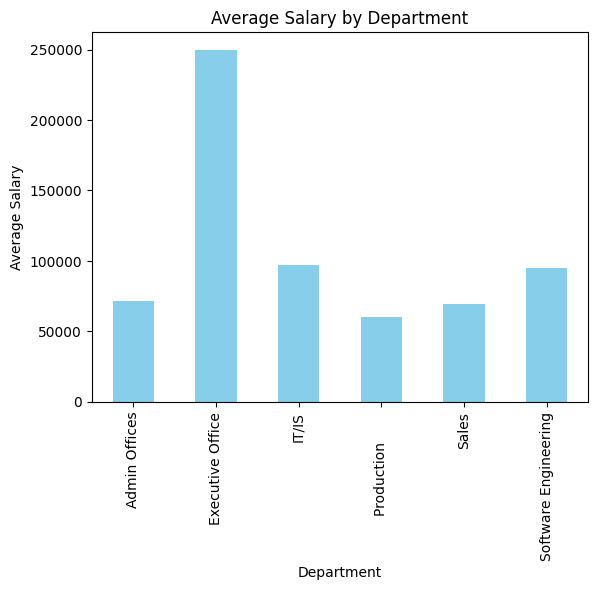 Average Salary by Department
Average Salary
250000
200000
150000
100000
50000
0
Admin Offices
Executive Office
IT/IS
Production
Sales
Software Engineering
Department